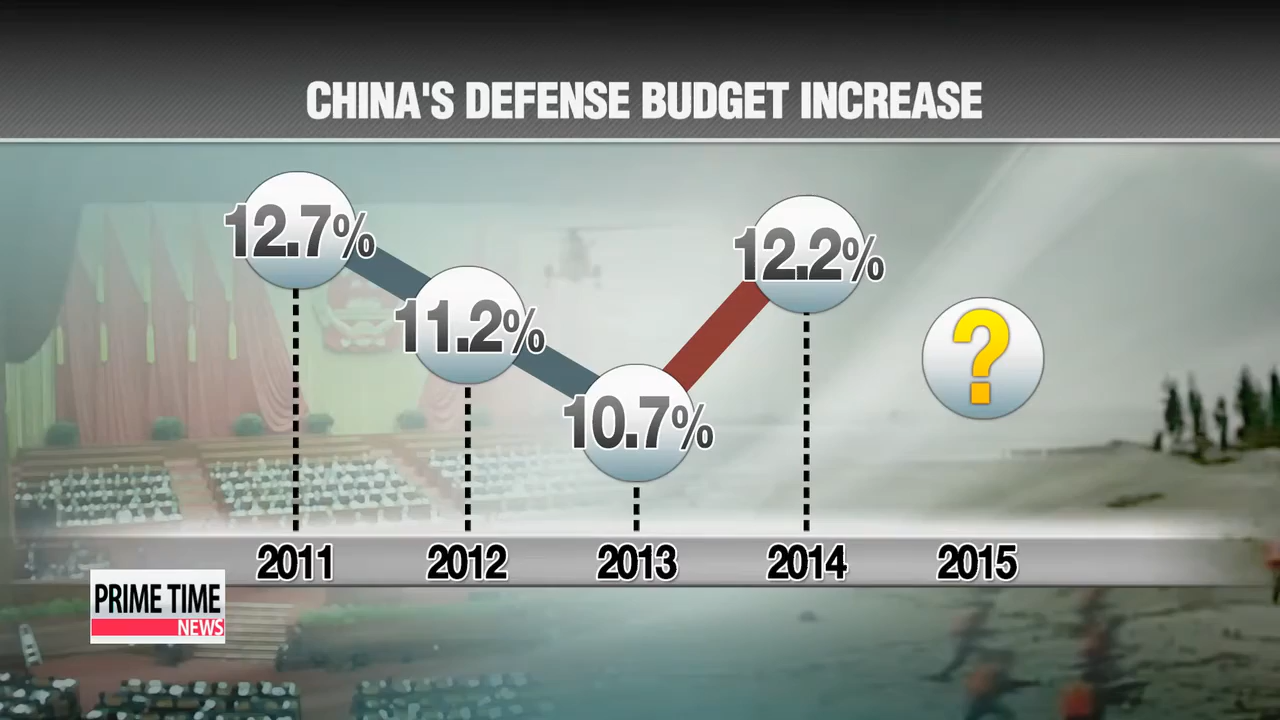 CHINA'S DEFENSE BUDGET INCREASE
12.7%
11.2%
10.7%
12.2%
?
2011 2012 2013 2014 2015
PRIME TIME
NEWS